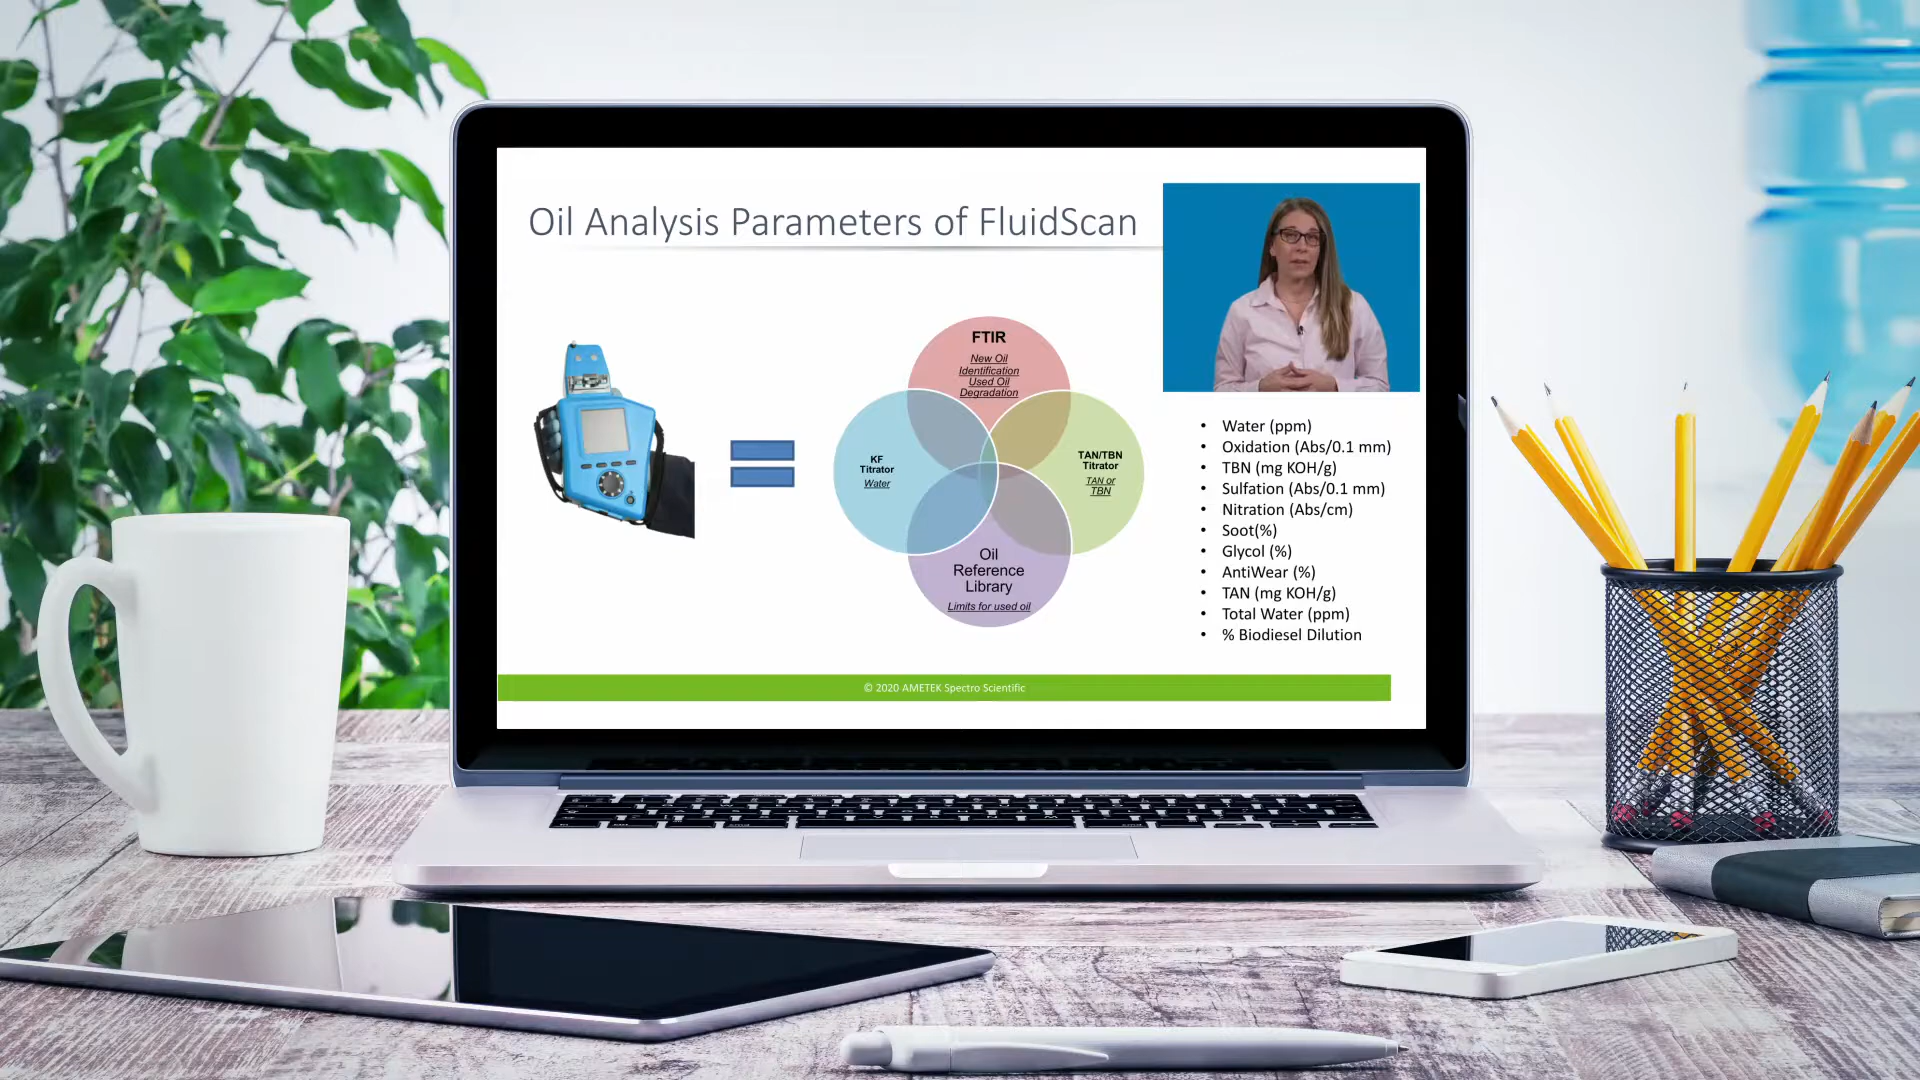 Oil Analysis Parameters of FluidScan
FTIR
New Oil
Identification
Used Oil
Degradation
KF
Titrator
Water
TAN/TBN
Titrator
TAN or
TBN
Oil
Reference
Library
Limits for used oil
• Water (ppm)
• Oxidation (Abs/0.1 mm)
• TBN (mg KOH/g)
• Sulfation (Abs/0.1 mm)
• Nitration (Abs/cm)
• Soot(%)
• Glycol (%)
• AntiWear (%)
• TAN (mg KOH/g)
• Total Water (ppm)
• % Biodiesel Dilution
© 2020 AMETEK Spectro Scientific